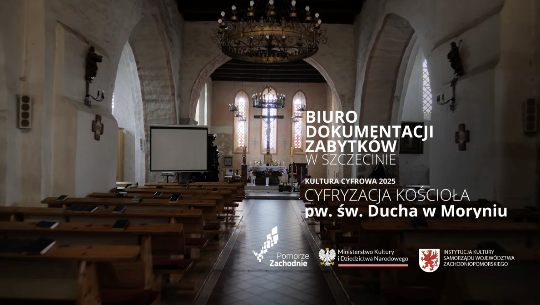 BIURO
DOKUMENTACJI
ZABYTKÓW
W SZCZECINIE
KULTURA CYFROWA 2025
CYFRYZACJA KOŚCIOŁA
pw. św. Ducha w Moryniu
Pomorze
Zachodnie
Ministerstwo Kultury
i Dziedzictwa Narodowego
INSTYTUCJA KULTURY
SAMORZĄDU WOJEWÓDZTWA
ZACHODNIOPOMORSKIEGO